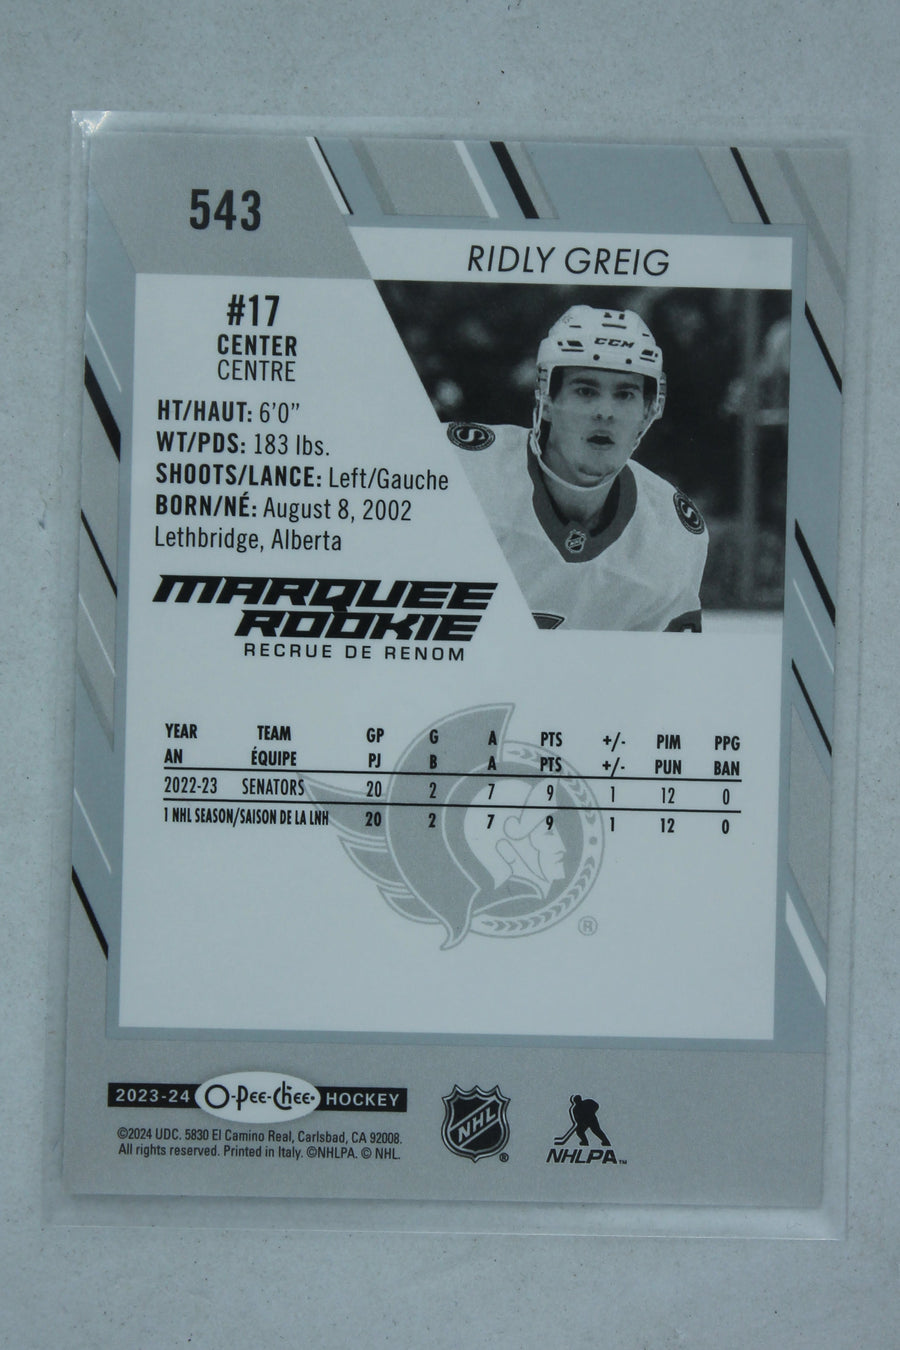 543
RIDLY GREIG
#17
CENTER
CENTRE
HT/HAUT: 6'0"
WT/PDS: 183 lbs.
SHOOTS/LANCE: Left/Gauche
BORN/NÉ: August 8, 2002
Lethbridge, Alberta
CCM
MARQUEE
ROOKIE
RECRUE DE RENOM
YEAR TEAM GP G A PTS +/- PIM PPG
AN ÉQUIPE PJ B A PTS +/- PUN BAN
2022-23 SENATORS 20 2 7 9 1 12 0
1 NHL SEASON/SAISON DE LA LNH 20 2 7 9 1 12 0
®
2023-24 O-Pee-Chee HOCKEY
©2024 UDC. 5830 El Camino Real, Carlsbad, CA 92008.
All rights reserved. Printed in Italy. ©NHLPA. © NHL.
NHL ®
NHLPA™